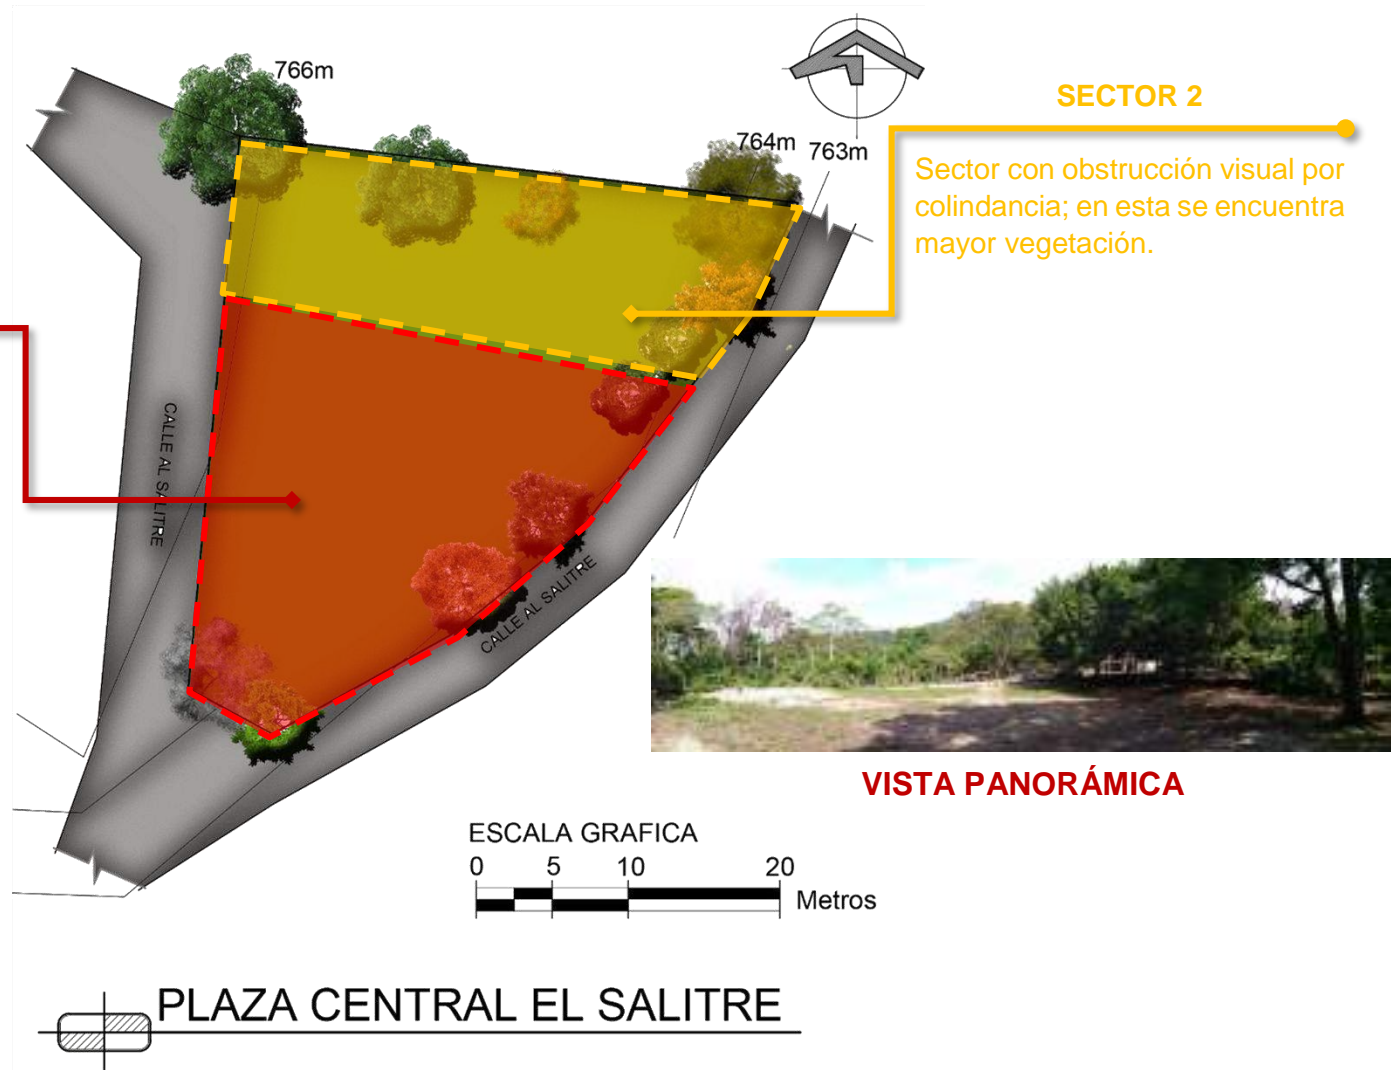 766m
764m
763m
SECTOR 2
Sector con obstrucción visual por
colindancia; en esta se encuentra
mayor vegetación.
CALLE AL SALITRE
CALLE AL SALITRE
VISTA PANORÁMICA
ESCALA GRAFICA
0 5 10 20
Metros
PLAZA CENTRAL EL SALITRE